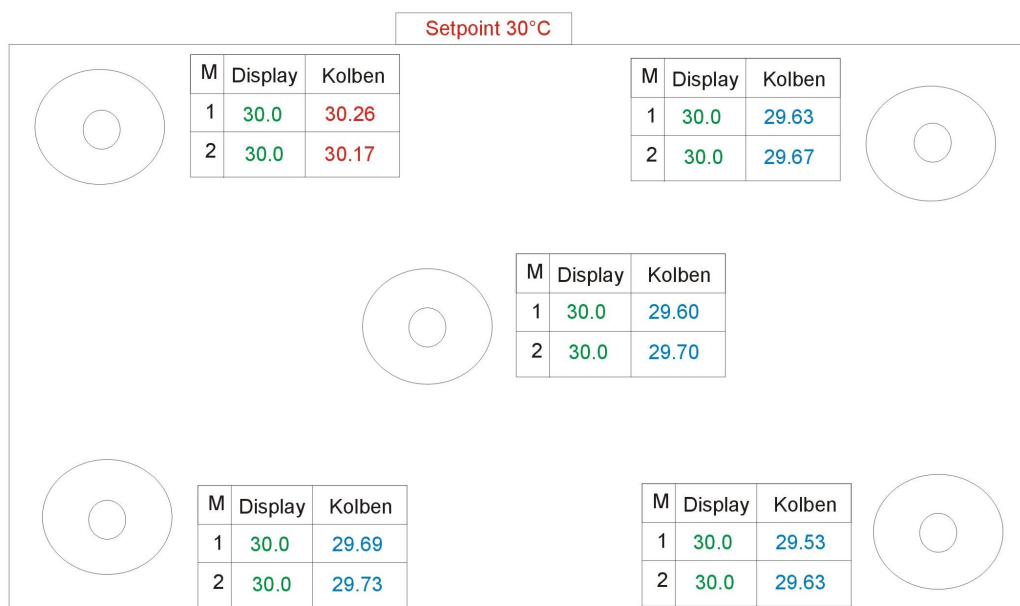 Setpoint 30°C
M Display Kolben
1 30.0 30.26
2 30.0 30.17
M Display Kolben
1 30.0 29.63
2 30.0 29.67
M Display Kolben
1 30.0 29.60
2 30.0 29.70
M Display Kolben
1 30.0 29.69
2 30.0 29.73
M Display Kolben
1 30.0 29.53
2 30.0 29.63